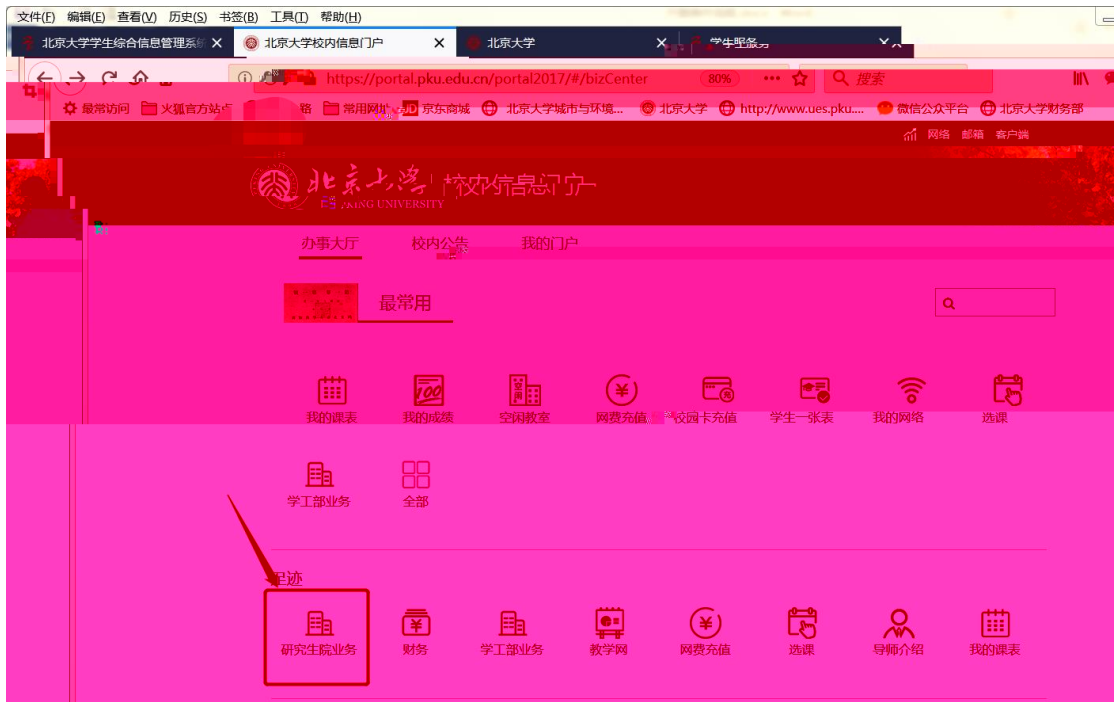 文件(F) 编辑(E) 查看(V) 历史(S) 书签(B) 工具(T) 帮助(H)
北京大学学生综合信息管理系统 北京大学校内信息门户 北京大学
https://portal.pku.edu.cn/portal2017/#/bizCenter 80% 搜索
最常访问 火狐官方站点 常用网址 京东商城 北京大学城市与环境... 北京大学 http://www.ues.pku.... 微信公众平台 北京大学财务部
网络 邮箱 客户端
北京大学 校内信息门户
UNIVERSITY
办事大厅 校内公告 我的门户
最常用
我的课表 我的成绩 空闲教室 网费充值 校园卡充值 学生一张表 我的网络 选课
学工部业务 全部
足迹
研究生院业务 财务 学工部业务 教学网 网费充值 选课 导师介绍 我的课表